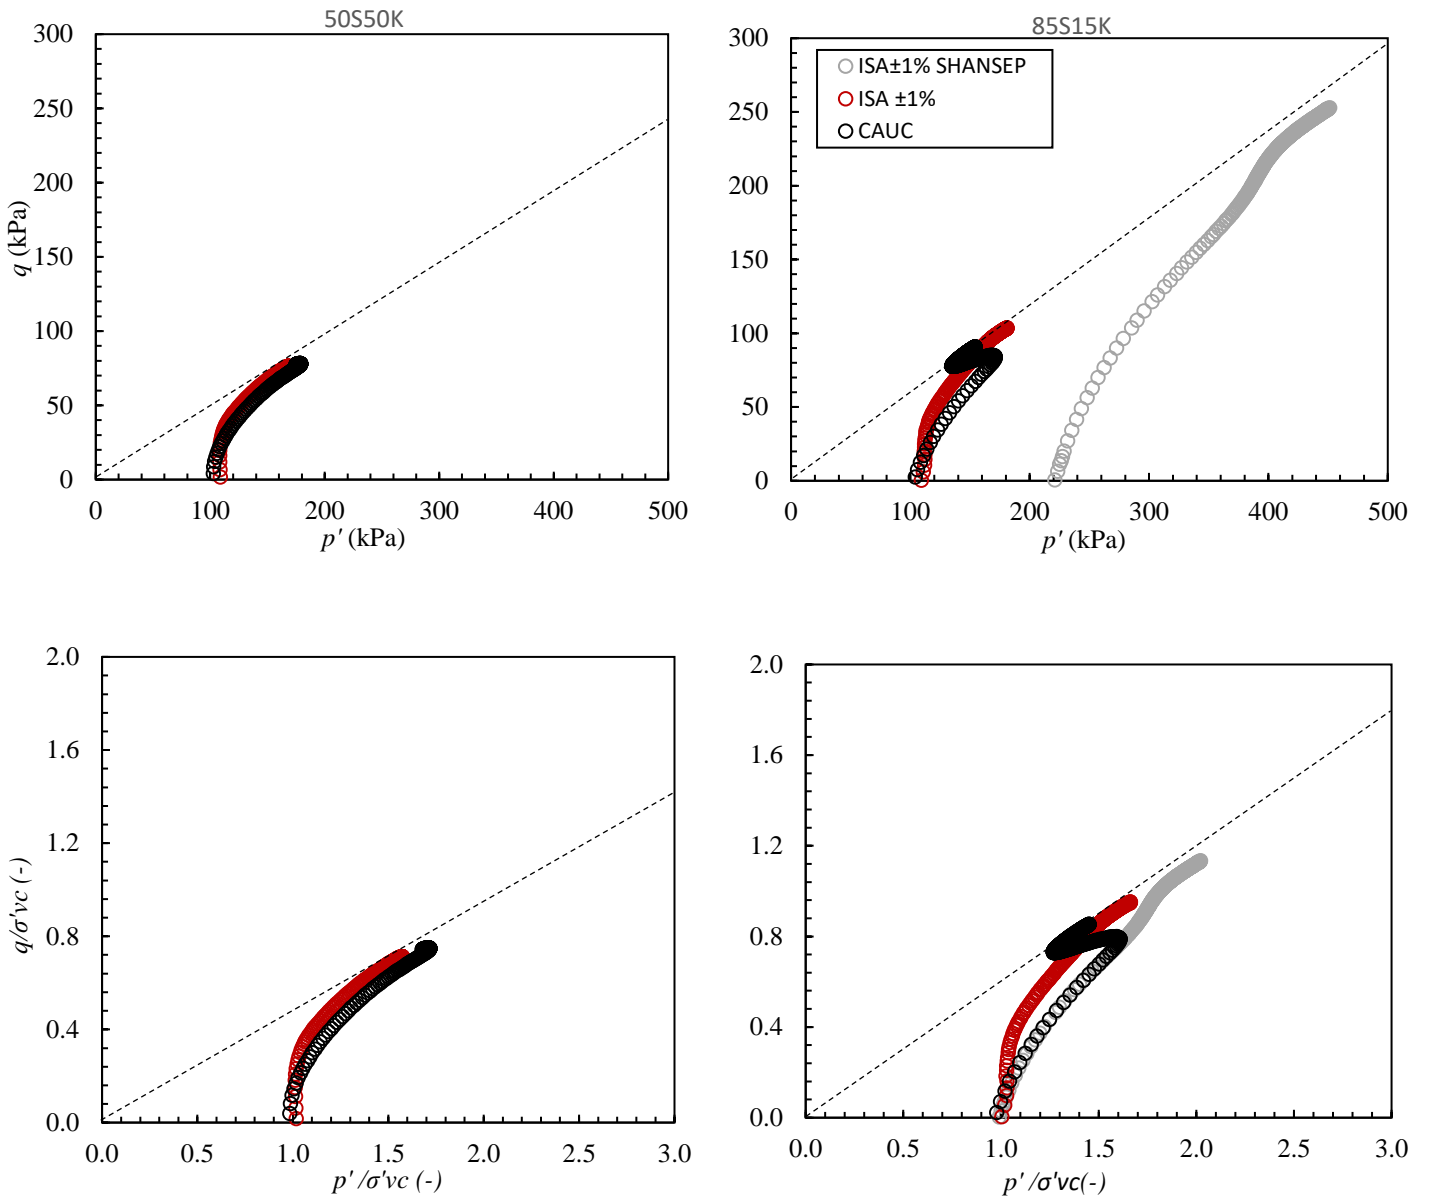 50S50K
300
250
200
150
100
50
0
q (kPa)
0 100 200 300 400 500
p' (kPa)
85S15K
300
250
200
150
100
50
0
ISA±1% SHANSEP
ISA ±1%
CAUC
0 100 200 300 400 500
p' (kPa)
2.0
1.6
1.2
0.8
0.4
0.0
q/σ'vc (-)
0.0 0.5 1.0 1.5 2.0 2.5 3.0
p' /σ'vc (-)
2.0
1.6
1.2
0.8
0.4
0.0
0.0 0.5 1.0 1.5 2.0 2.5 3.0
p' /σ'vc(-)